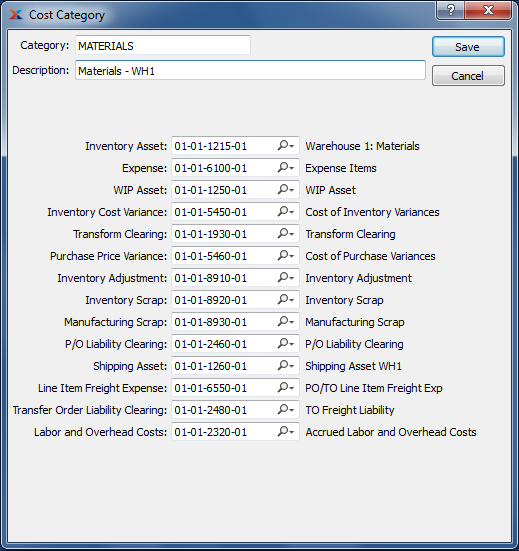 Cost Category
Category: MATERIALS
Save
Description: Materials - WH1
Cancel
Inventory Asset: 01-01-1215-01 Warehouse 1: Materials
Expense: 01-01-6100-01 Expense Items
WIP Asset: 01-01-1250-01 WIP Asset
Inventory Cost Variance: 01-01-5450-01 Cost of Inventory Variances
Transform Clearing: 01-01-1930-01 Transform Clearing
Purchase Price Variance: 01-01-5460-01 Cost of Purchase Variances
Inventory Adjustment: 01-01-8910-01 Inventory Adjustment
Inventory Scrap: 01-01-8920-01 Inventory Scrap
Manufacturing Scrap: 01-01-8930-01 Manufacturing Scrap
P/O Liability Clearing: 01-01-2460-01 P/O Liability Clearing
Shipping Asset: 01-01-1260-01 Shipping Asset WH1
Line Item Freight Expense: 01-01-6550-01 PO/TO Line Item Freight Exp
Transfer Order Liability Clearing: 01-01-2480-01 TO Freight Liability
Labor and Overhead Costs: 01-01-2320-01 Accrued Labor and Overhead Costs